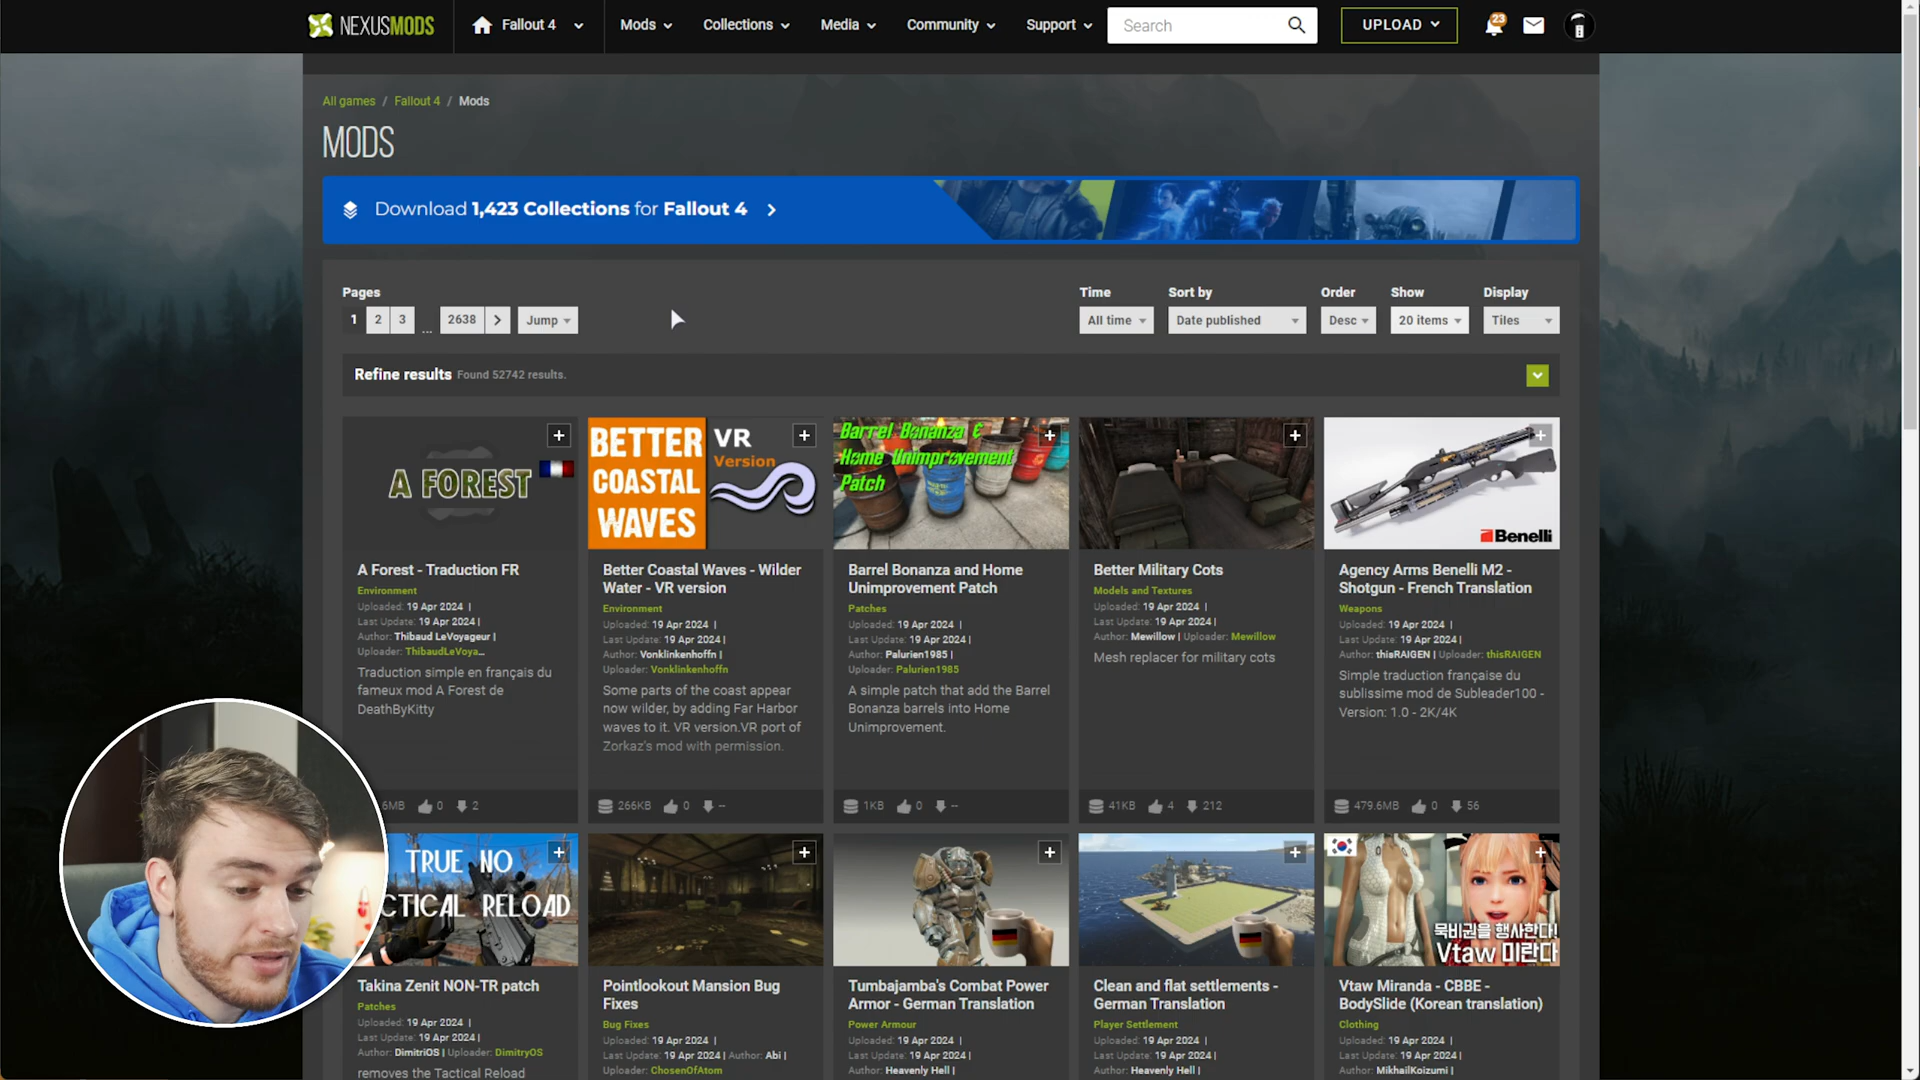 NEXUSMODS
Fallout 4
Mods
Collections
Media
Community
Support
Search
UPLOAD
23
All games / Fallout 4 / Mods
MODS
Download 1,423 Collections for Fallout 4
Pages
1 2 3 ... 2638 Jump
Time
All time
Sort by
Date published
Order
Desc
Show
20 items
Display
Tiles
Refine results Found 52742 results.
A FOREST
A Forest - Traduction FR
Environment
Uploaded: 19 Apr 2024 |
Last Update: 19 Apr 2024 |
Author: Thibaud LeVoyageur |
Uploader: ThibaudLeVoya...
Traduction simple en français du
fameux mod A Forest de
DeathByKitty
6MB 0 2
BETTER
COASTAL
WAVES
VR
Version
Better Coastal Waves - Wilder
Water - VR version
Environment
Uploaded: 19 Apr 2024 |
Last Update: 19 Apr 2024 |
Author: Vonklinkenhoffn |
Uploader: Vonklinkenhoffn
Some parts of the coast appear
now wilder, by adding Far Harbor
waves to it. VR version.VR port of
Zorkaz's mod with permission.
266KB 0 --
Barrel Bonanza &
Home Unimprovement
Patch
Barrel Bonanza and Home
Unimprovement Patch
Patches
Uploaded: 19 Apr 2024 |
Last Update: 19 Apr 2024 |
Author: Palurien1985 |
Uploader: Palurien1985
A simple patch that add the Barrel
Bonanza barrels into Home
Unimprovement.
1KB 0 --
Better Military Cots
Models and Textures
Uploaded: 19 Apr 2024 |
Last Update: 19 Apr 2024 |
Author: Mewillow | Uploader: Mewillow
Mesh replacer for military cots
41KB 4 212
Benelli
Agency Arms Benelli M2 -
Shotgun - French Translation
Weapons
Uploaded: 19 Apr 2024 |
Last Update: 19 Apr 2024 |
Author: thisRAIGEN | Uploader: thisRAIGEN
Simple traduction française du
sublissime mod de Subleader100 -
Version: 1.0 - 2K/4K
479.6MB 0 56
TRUE NO
CTICAL RELOAD
Takina Zenit NON-TR patch
Patches
Uploaded: 19 Apr 2024 |
Last Update: 19 Apr 2024 |
Author: DimitriOS | Uploader: DimitryOS
removes the Tactical Reload
Pointlookout Mansion Bug
Fixes
Bug Fixes
Uploaded: 19 Apr 2024 |
Last Update: 19 Apr 2024 | Author: Abi |
Uploader: ChosenOfAtom
Tumbajamba's Combat Power
Armor - German Translation
Power Armour
Uploaded: 19 Apr 2024 |
Last Update: 19 Apr 2024 |
Author: Heavenly Hell |
Clean and flat settlements -
German Translation
Player Settlement
Uploaded: 19 Apr 2024 |
Last Update: 19 Apr 2024 |
Author: Heavenly Hell |
묵비권을 행사한다!
Vtaw 미란다
Vtaw Miranda - CBBE -
BodySlide (Korean translation)
Clothing
Uploaded: 19 Apr 2024 |
Last Update: 19 Apr 2024 |
Author: MikhailKoizumi |